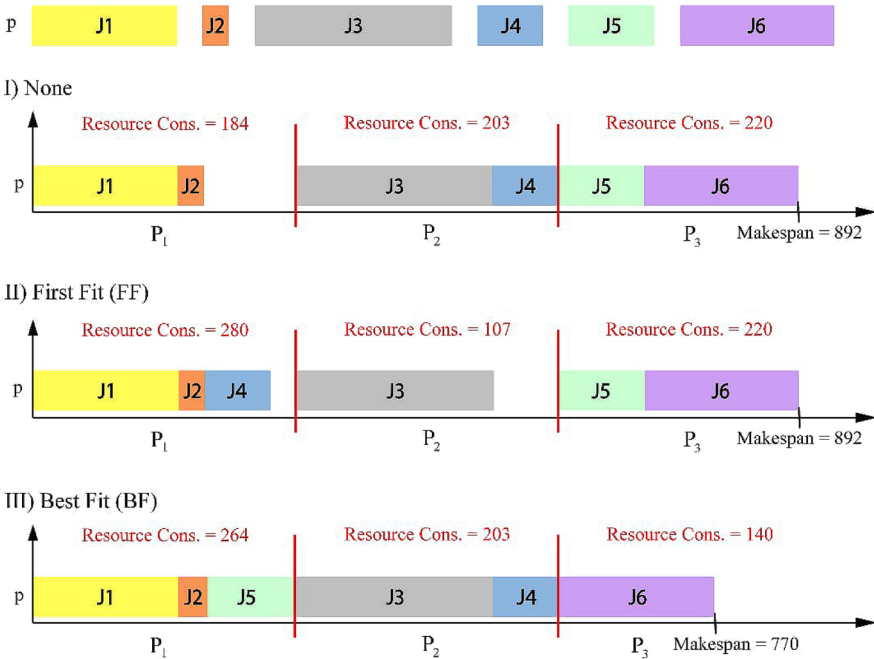 p J1 J2 J3 J4 J5 J6
I) None
Resource Cons. = 184 Resource Cons. = 203 Resource Cons. = 220
p J1 J2 J3 J4 J5 J6
P1 P2 P3 Makespan = 892
II) First Fit (FF)
Resource Cons. = 280 Resource Cons. = 107 Resource Cons. = 220
p J1 J2 J4 J3 J5 J6
P1 P2 P3 Makespan = 892
III) Best Fit (BF)
Resource Cons. = 264 Resource Cons. = 203 Resource Cons. = 140
p J1 J2 J5 J3 J4 J6
P1 P2 P3 Makespan = 770